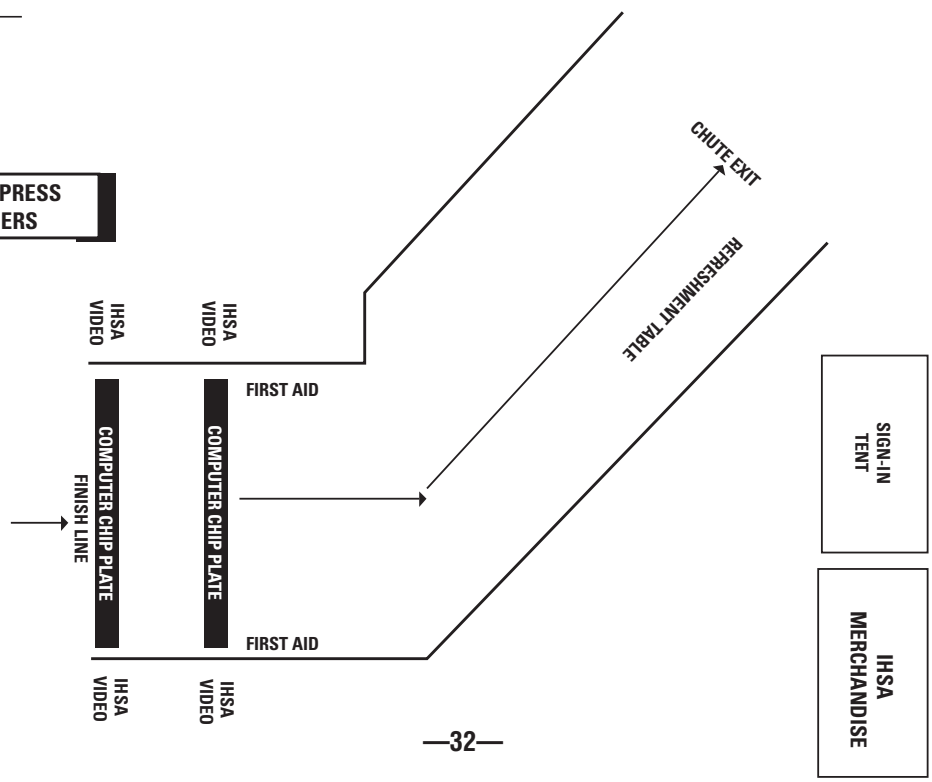 PRESS
ERS
CHUTE EXIT
REFRESHMENT TABLE
IHSA
VIDEO
IHSA
VIDEO
FIRST AID
SIGN-IN
TENT
FINISH LINE
COMPUTER CHIP PLATE
COMPUTER CHIP PLATE
FIRST AID
IHSA
VIDEO
IHSA
VIDEO
IHSA
MERCHANDISE
—32—